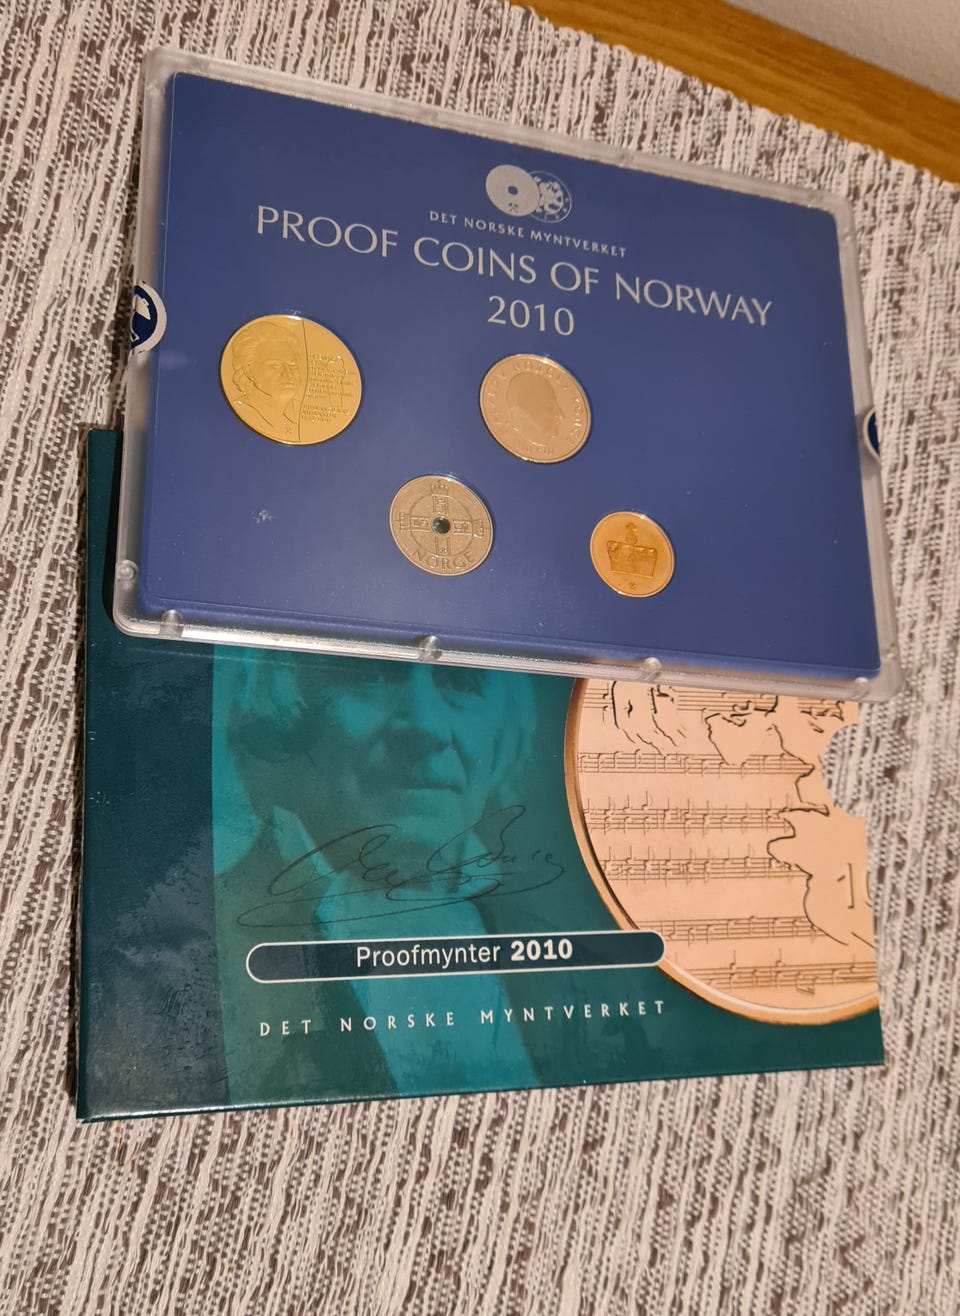 DET NORSKE MYNTVERKET
PROOF COINS OF NORWAY
2010
NORGE
Proofmynter 2010
DET NORSKE MYNTVERKET